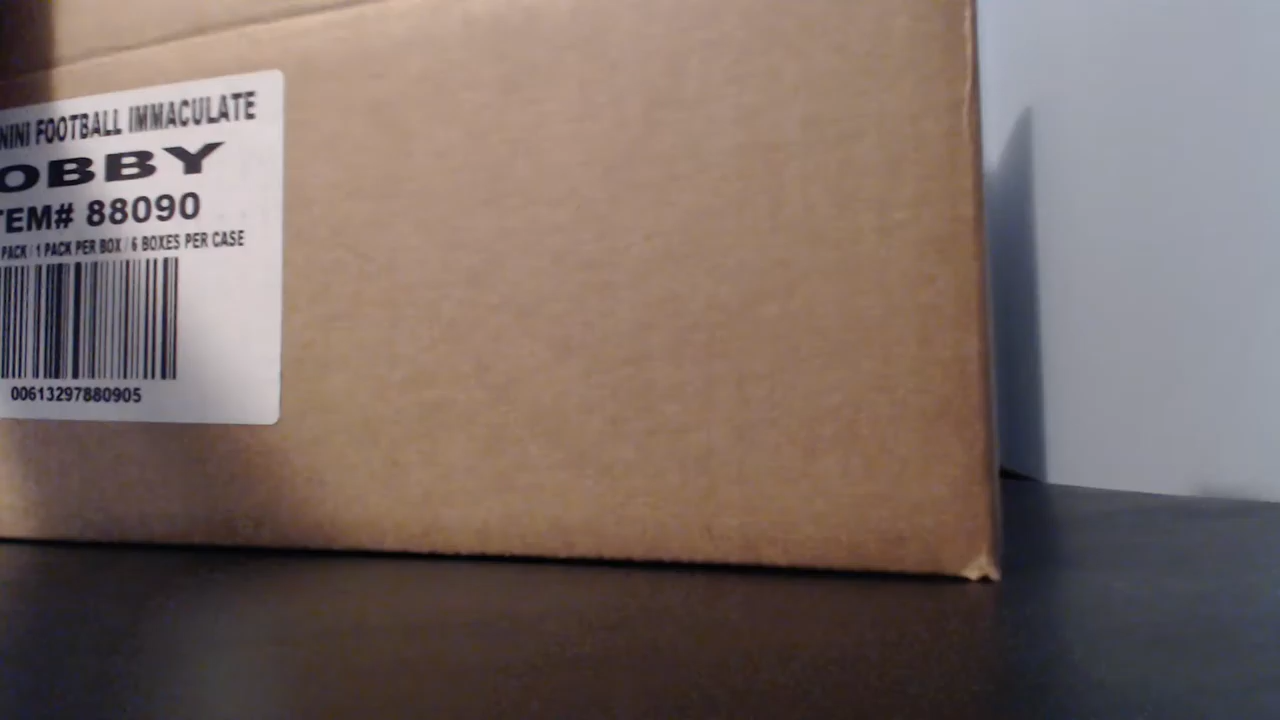 NINI FOOTBALL IMMACULATE
OBBY
TEM# 88090
PACK / 1 PACK PER BOX / 6 BOXES PER CASE
00613297880905